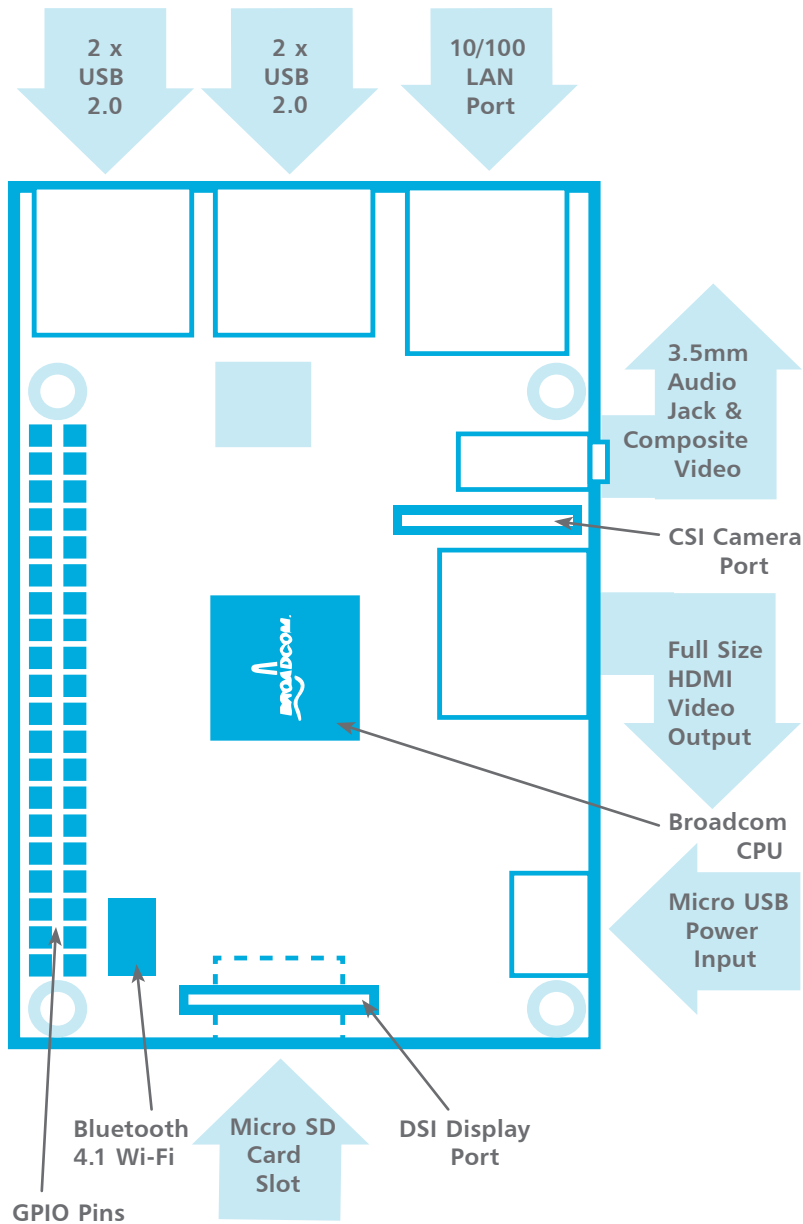 2 x
USB
2.0
2 x
USB
2.0
10/100
LAN
Port
3.5mm
Audio
Jack &
Composite
Video
CSI Camera
Port
BROADCOM.
Full Size
HDMI
Video
Output
Broadcom
CPU
Micro USB
Power
Input
Bluetooth
4.1 Wi-Fi
Micro SD
Card
Slot
DSI Display
Port
GPIO Pins